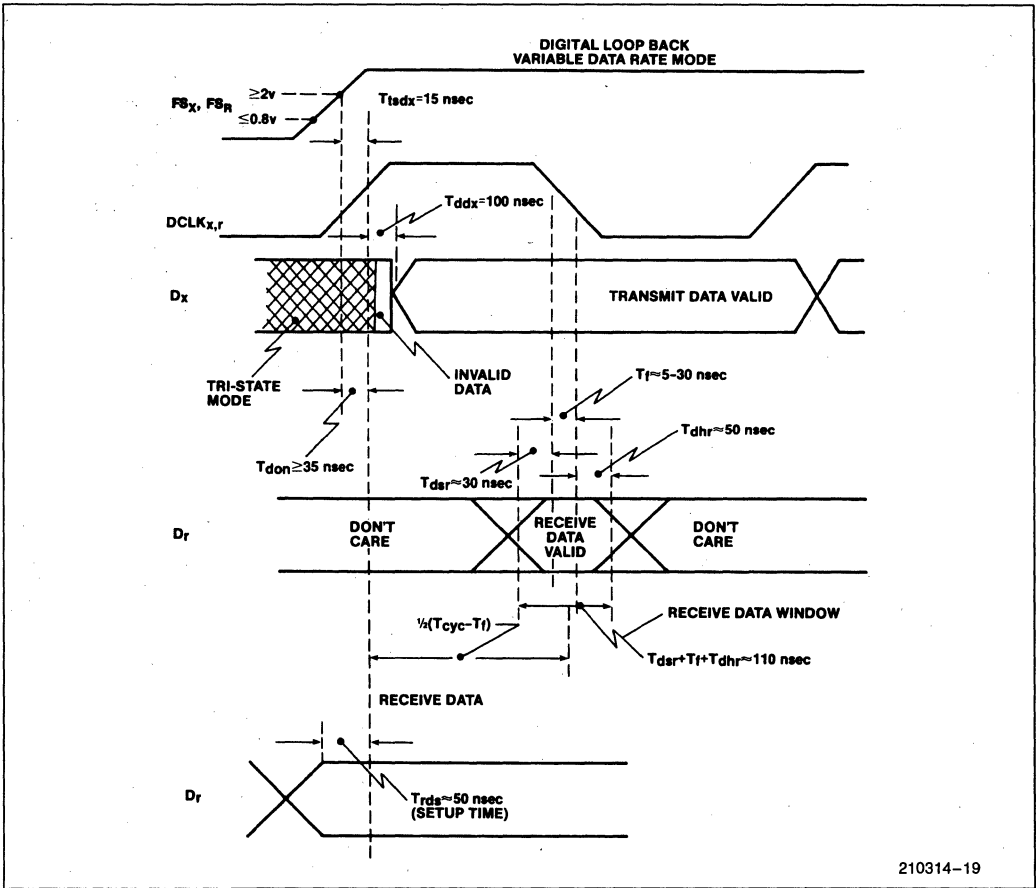 DIGITAL LOOP BACK
VARIABLE DATA RATE MODE
FSX, FSR
≥2v
≤0.8v
Ttsdx=15 nsec
DCLKx,r
Tddx=100 nsec
Dx
TRANSMIT DATA VALID
TRI-STATE
MODE
INVALID
DATA
Tdon≥35 nsec
Tf≈5-30 nsec
Tdhr≈50 nsec
Tdsr≈30 nsec
Dr
DON'T
CARE
RECEIVE
DATA
VALID
DON'T
CARE
½(Tcyc-Tf)
RECEIVE DATA WINDOW
Tdsr+Tf+Tdhr≈110 nsec
RECEIVE DATA
Dr
Trds≈50 nsec
(SETUP TIME)
210314-19